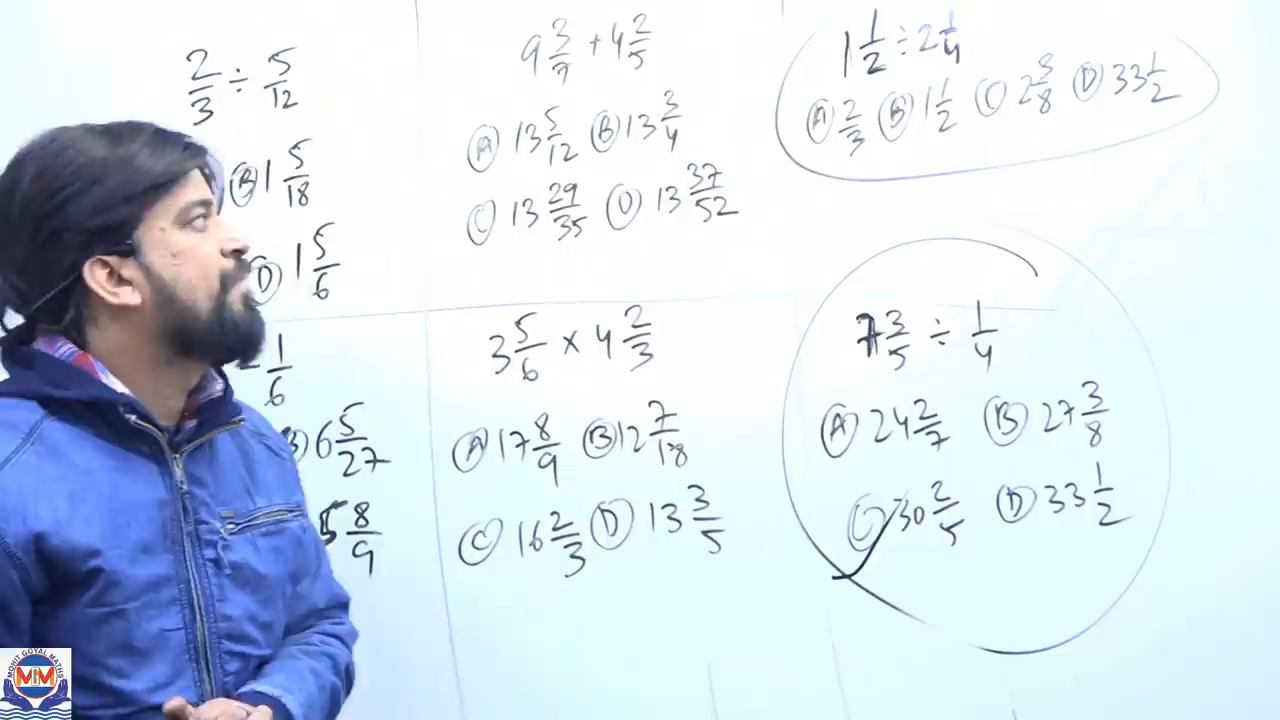 2/3 ÷ 5/12
Ⓑ 1 5/18
Ⓓ 1 5/6
1/6
6 5/27
5 8/9
9 3/7 + 4 2/5
Ⓐ 13 5/12 Ⓑ 13 3/4
Ⓒ 13 29/35 Ⓓ 13 37/52
3 5/6 × 4 2/3
Ⓐ 17 8/9 Ⓑ 12 7/18
Ⓒ 16 2/3 Ⓓ 13 3/5
1 1/2 ÷ 2 1/4
Ⓐ 2/3 Ⓑ 1 1/2 Ⓒ 2 3/8 Ⓓ 33 1/2
7 3/5 ÷ 1/4
Ⓐ 24 2/7 Ⓑ 27 3/8
Ⓒ 30 2/5 Ⓓ 33 1/2
MOHIT GOYAL MATHS
MGM